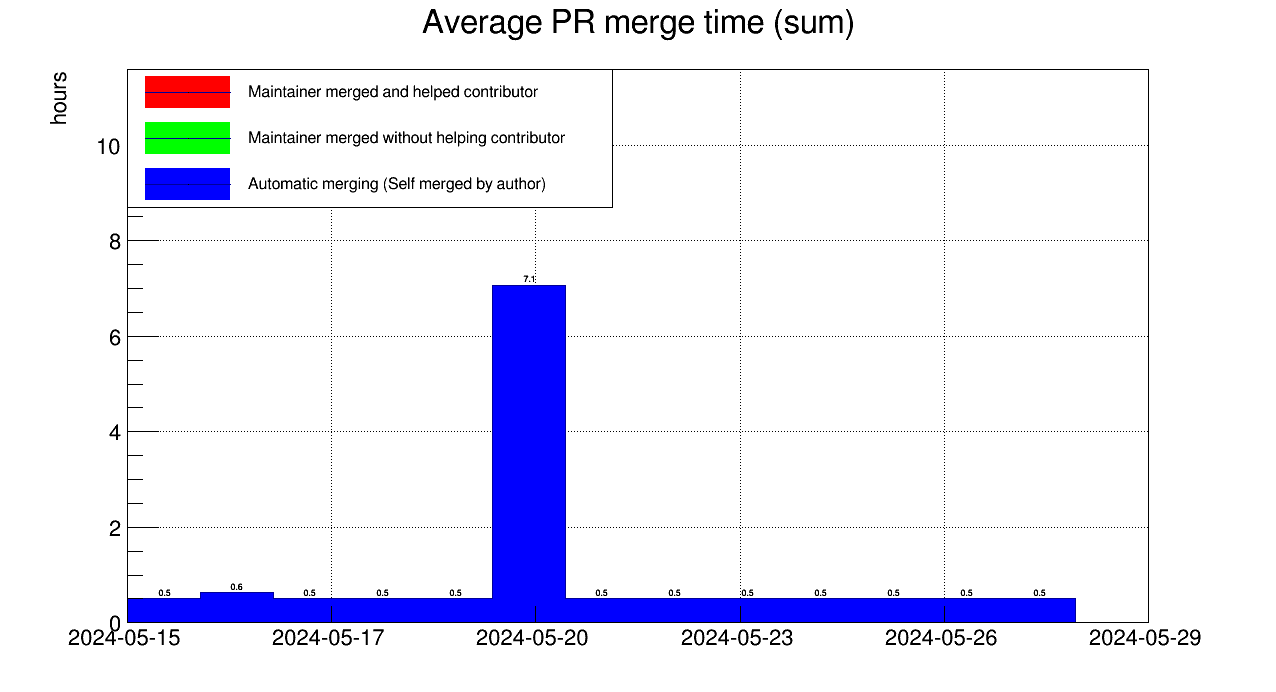 Average PR merge time (sum)
hours
Maintainer merged and helped contributor
Maintainer merged without helping contributor
Automatic merging (Self merged by author)
10
8
6
4
2
0
7.1
0.5 0.6 0.5 0.5 0.5 0.5 0.5 0.5 0.5 0.5 0.5 0.5
2024-05-15 2024-05-17 2024-05-20 2024-05-23 2024-05-26 2024-05-29